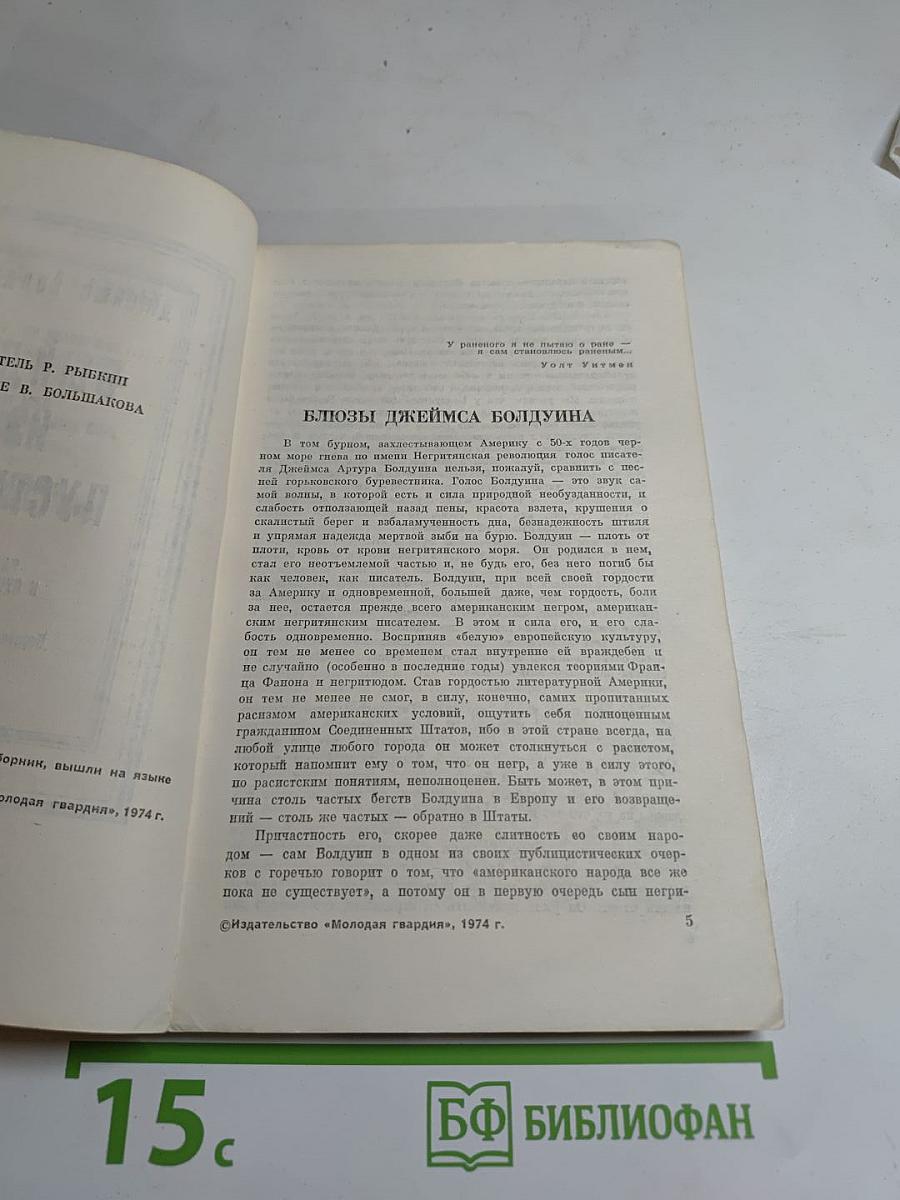 ТЕЛЬ Р. РЫБКИН
Е В. БОЛЬШАКОВА
борник, вышли на языке
олодая гвардия», 1974 г.
У раненого я не пытаю о ране —
я сам становлюсь раненым...
Уолт Уитмен
БЛЮЗЫ ДЖЕЙМСА БОЛДУИНА
В том бурном, захлестывающем Америку с 50-х годов чер-
ном море гнева по имени Негритянская революция голос писате-
ля Джеймса Артура Болдуина нельзя, пожалуй, сравнить с пес-
ней горьковского буревестника. Голос Болдуина — это звук са-
мой волны, в которой есть и сила природной необузданности, и
слабость отползающей назад пены, красота взлета, крушения о
скалистый берег и взбаламученность дна, безнадежность штиля
и упрямая надежда мертвой зыби на бурю. Болдуин — плоть от
плоти, кровь от крови негритянского моря. Он родился в нем,
стал его неотъемлемой частью и, не будь его, без него погиб бы
как человек, как писатель. Болдуин, при всей своей гордости
за Америку и одновременной, большей даже, чем гордость, боли
за нее, остается прежде всего американским негром, американ-
ским негритянским писателем. В этом и сила его, и его сла-
бость одновременно. Восприняв «белую» европейскую культуру,
он тем не менее со временем стал внутренне ей враждебен и
не случайно (особенно в последние годы) увлекся теориями Фран-
ца Фанона и негритюдом. Став гордостью литературной Америки,
он тем не менее не смог, в силу, конечно, самих пропитанных
расизмом американских условий, ощутить себя полноценным
гражданином Соединенных Штатов, ибо в этой стране всегда, на
любой улице любого города он может столкнуться с расистом,
который напомнит ему о том, что он негр, а уже в силу этого,
по расистским понятиям, неполноценен. Быть может, в этом при-
чина столь частых бегств Болдуина в Европу и его возвраще-
ний — столь же частых — обратно в Штаты.
Причастность его, скорее даже слитность со своим наро-
дом — сам Болдуин в одном из своих публицистических очер-
ков с горечью говорит о том, что «американского народа все же
пока не существует», а потому он в первую очередь сын негри-
©Издательство «Молодая гвардия», 1974 г.
5
15 с
БФ БИБЛИОФАН